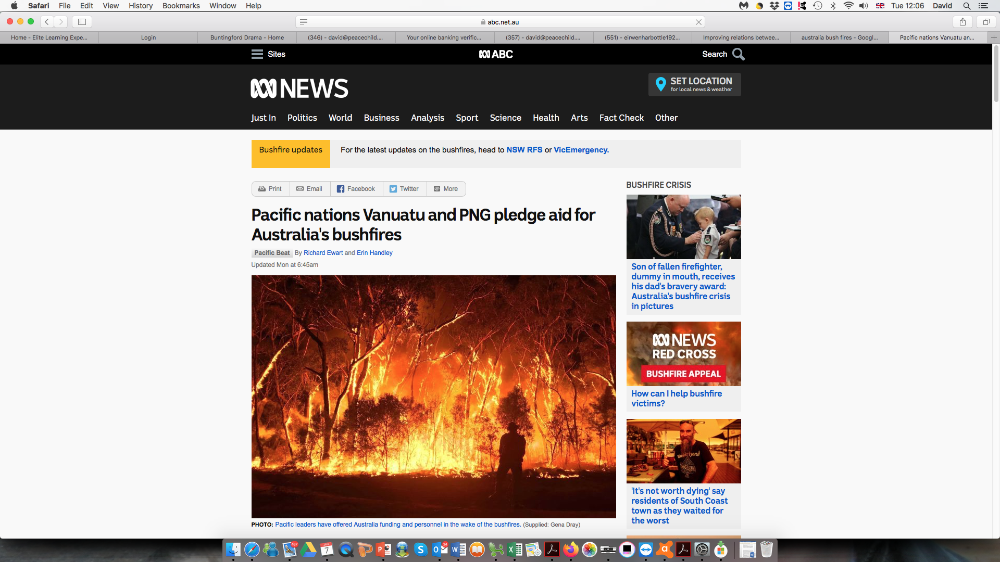 Safari File Edit View History Bookmarks Window Help Tue 12:06 David
abc.net.au
Home - Elite Learning Expe... Login Buntingford Drama - Home (346) - david@peacechild.... Your online banking verific... (357) - david@peacechild.... (551) - eirwenharbottle192... Improving relations betwee... australia bush fires - Googl... Pacific nations Vanuatu an...
Sites ABC Search
NEWS
SET LOCATION
for local news & weather
Just In Politics World Business Analysis Sport Science Health Arts Fact Check Other
Bushfire updates For the latest updates on the bushfires, head to NSW RFS or VicEmergency.
Print Email Facebook Twitter More
Pacific nations Vanuatu and PNG pledge aid for
Australia's bushfires
Pacific Beat By Richard Ewart and Erin Handley
Updated Mon at 6:45am
PHOTO: Pacific leaders have offered Australia funding and personnel in the wake of the bushfires. (Supplied: Gena Dray)
BUSHFIRE CRISIS
Son of fallen firefighter,
dummy in mouth, receives
his dad's bravery award:
Australia's bushfire crisis
in pictures
NEWS
RED CROSS
BUSHFIRE APPEAL
How can I help bushfire
victims?
Motörhead
'It's not worth dying' say
residents of South Coast
town as they waited for
the worst
487
JAN
7
24